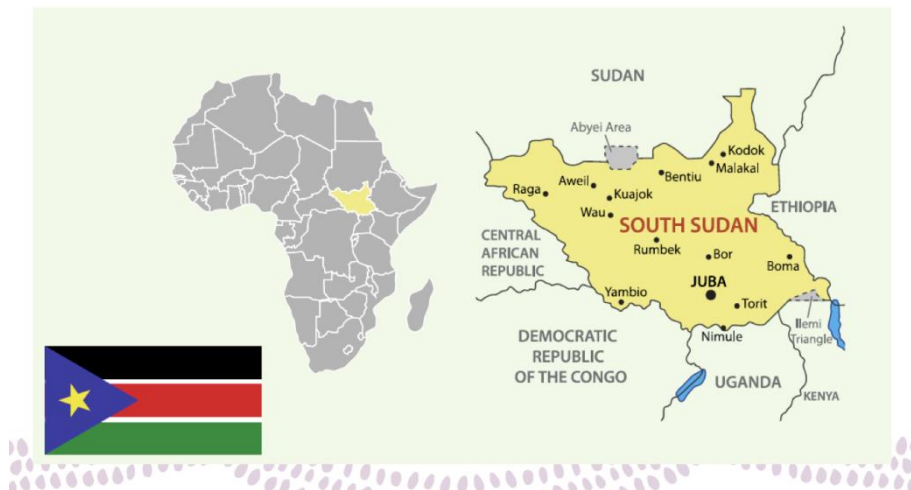 SUDAN
Abyei Area
Kodok
Malakal
Bentiu
Aweil
Raga
Kuajok
Wau
ETHIOPIA
SOUTH SUDAN
CENTRAL
AFRICAN
REPUBLIC
Rumbek
Bor
Boma
JUBA
Yambio
Torit
Ilemi
Triangle
Nimule
DEMOCRATIC
REPUBLIC
OF THE CONGO
UGANDA
KENYA